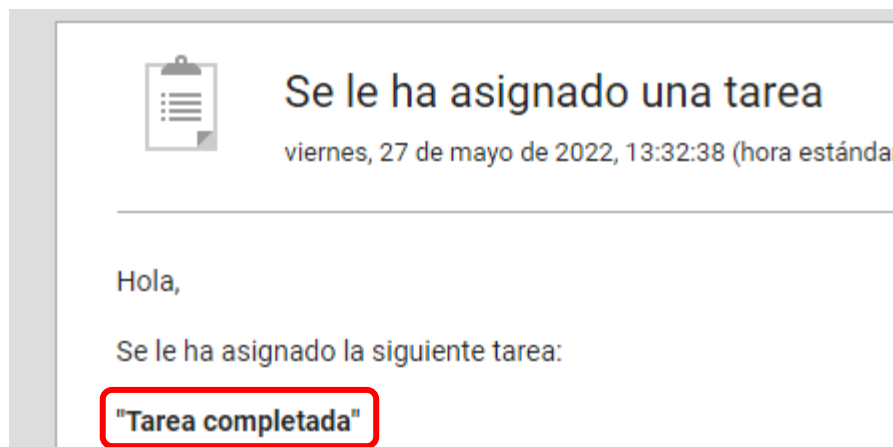 Se le ha asignado una tarea
viernes, 27 de mayo de 2022, 13:32:38 (hora
Hola,
Se le ha asignado la siguiente tarea:
"Tarea completada"